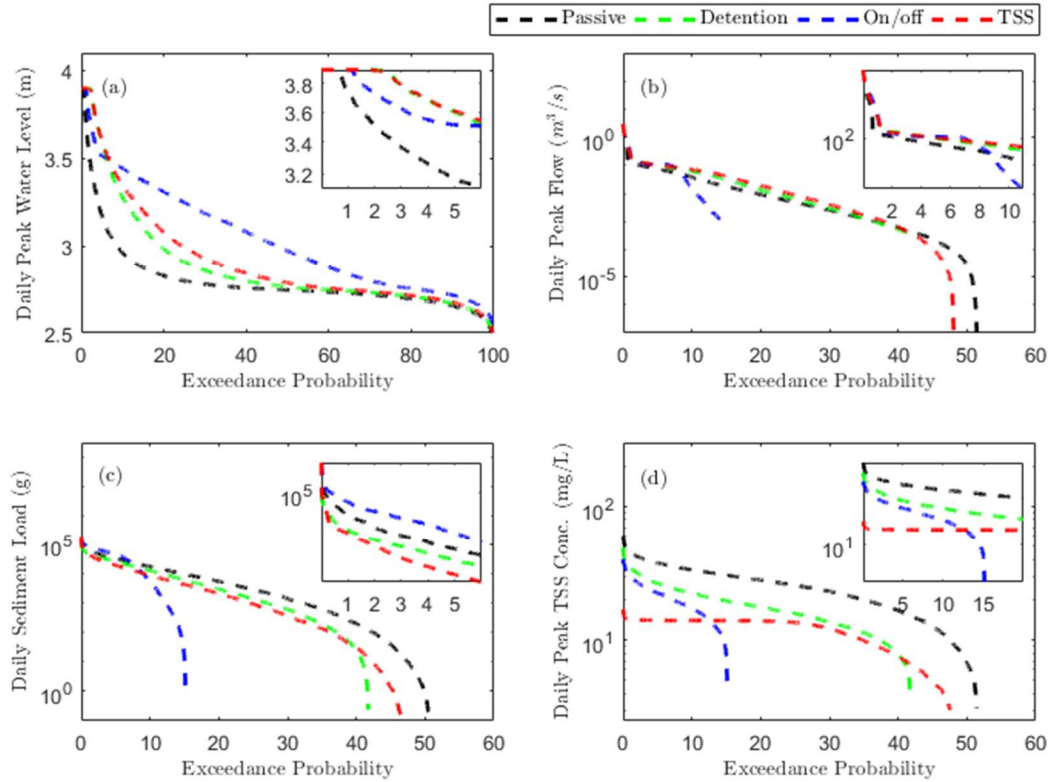 Passive Detention On/off TSS
(a)
Daily Peak Water Level (m)
4
3.5
3
2.5
0 20 40 60 80 100
Exceedance Probability
3.8
3.6
3.4
3.2
1 2 3 4 5
(b)
Daily Peak Flow (m³/s)
10⁰
10⁻⁵
0 10 20 30 40 50 60
Exceedance Probability
10²
2 4 6 8 10
(c)
Daily Sediment Load (g)
10⁵
10⁰
0 20 40 60
Exceedance Probability
10⁵
1 2 3 4 5
(d)
Daily Peak TSS Conc. (mg/L)
10²
10¹
0 10 20 30 40 50 60
Exceedance Probability
10¹
5 10 15